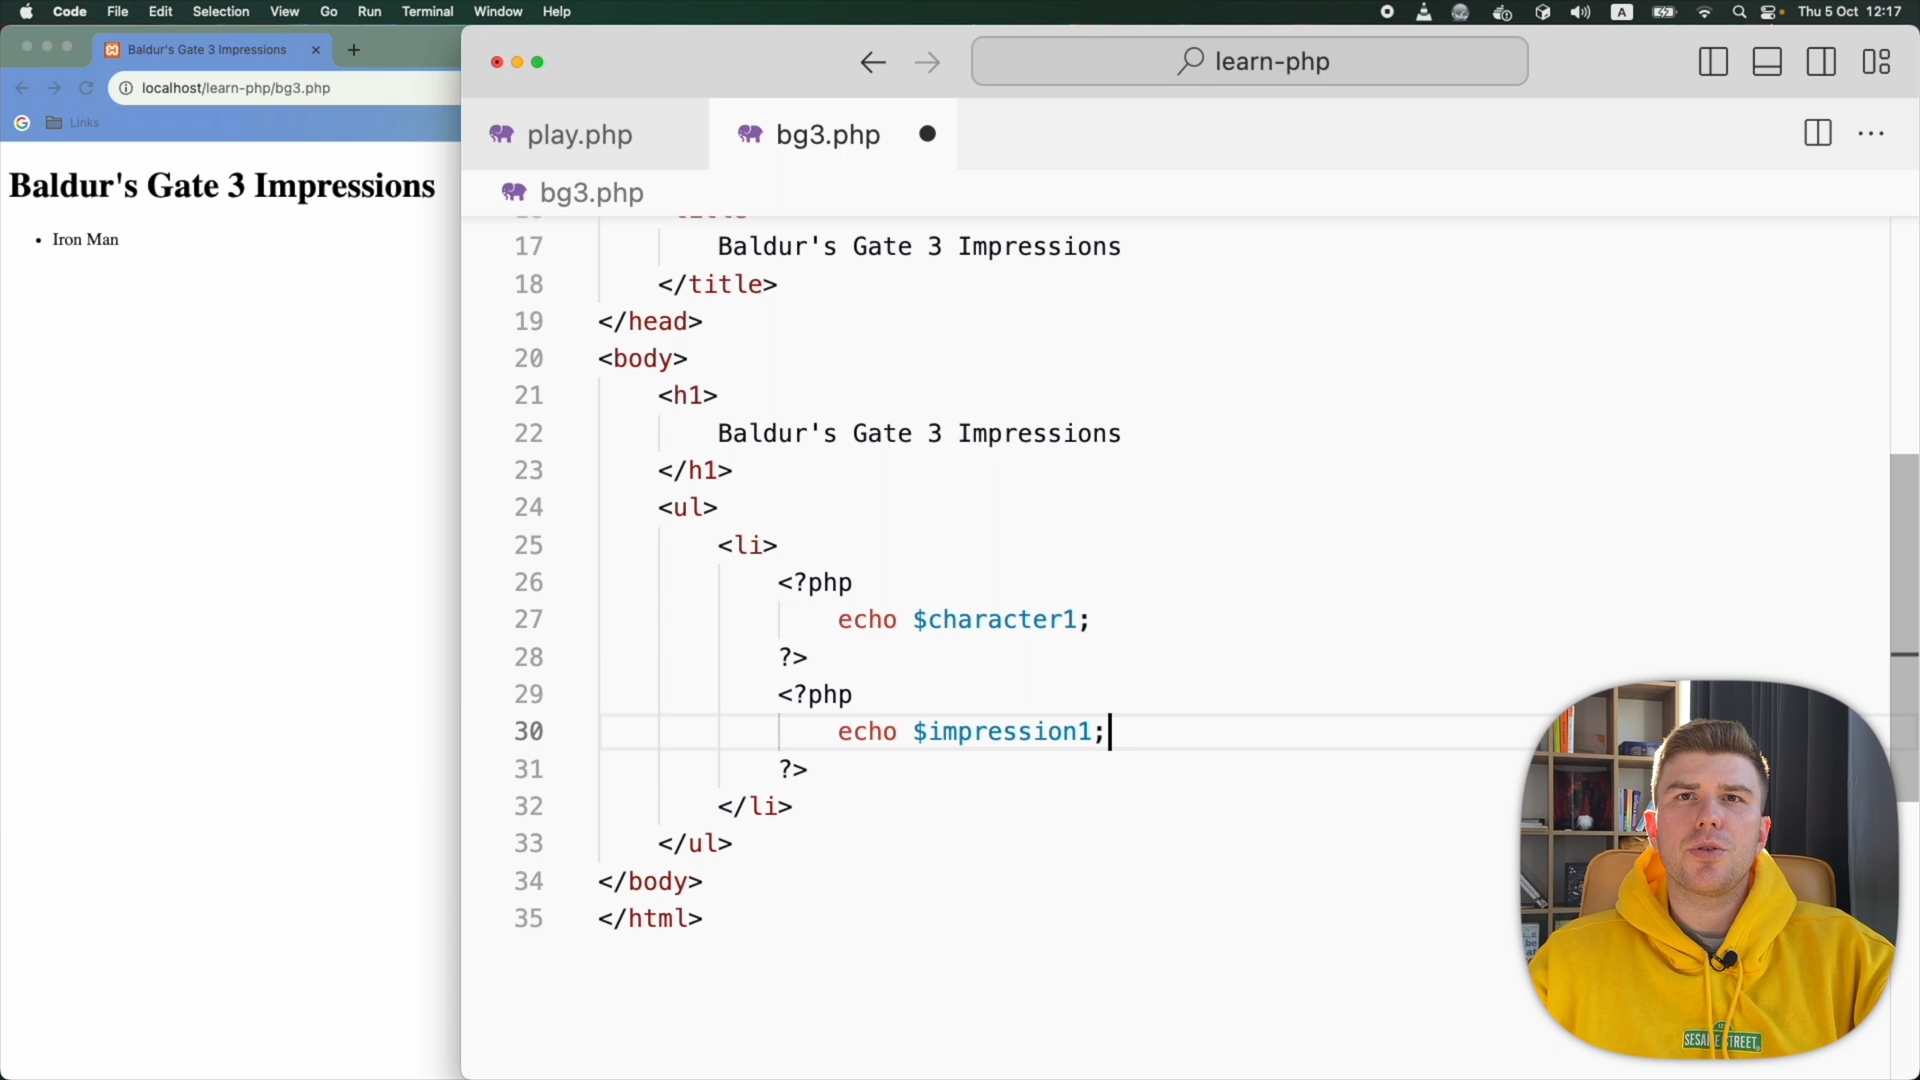 Code File Edit Selection View Go Run Terminal Window Help
A
Thu 5 Oct 12:17
Baldur's Gate 3 Impressions
localhost/learn-php/bg3.php
Links
Baldur's Gate 3 Impressions
Iron Man
learn-php
play.php
bg3.php
bg3.php
17 Baldur's Gate 3 Impressions
18 </title>
19 </head>
20 <body>
21 <h1>
22 Baldur's Gate 3 Impressions
23 </h1>
24 <ul>
25 <li>
26 <?php
27 echo $character1;
28 ?>
29 <?php
30 echo $impression1;
31 ?>
32 </li>
33 </ul>
34 </body>
35 </html>
SESAME STREET